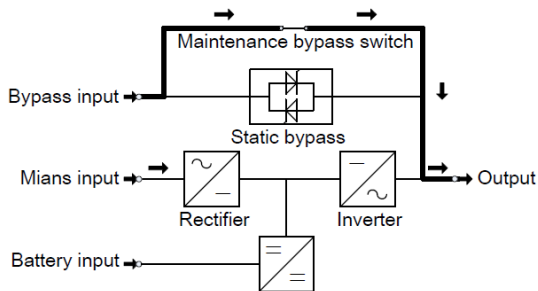 Maintenance bypass switch
Bypass input
Static bypass
Mians input
Output
Rectifier
Inverter
Battery input